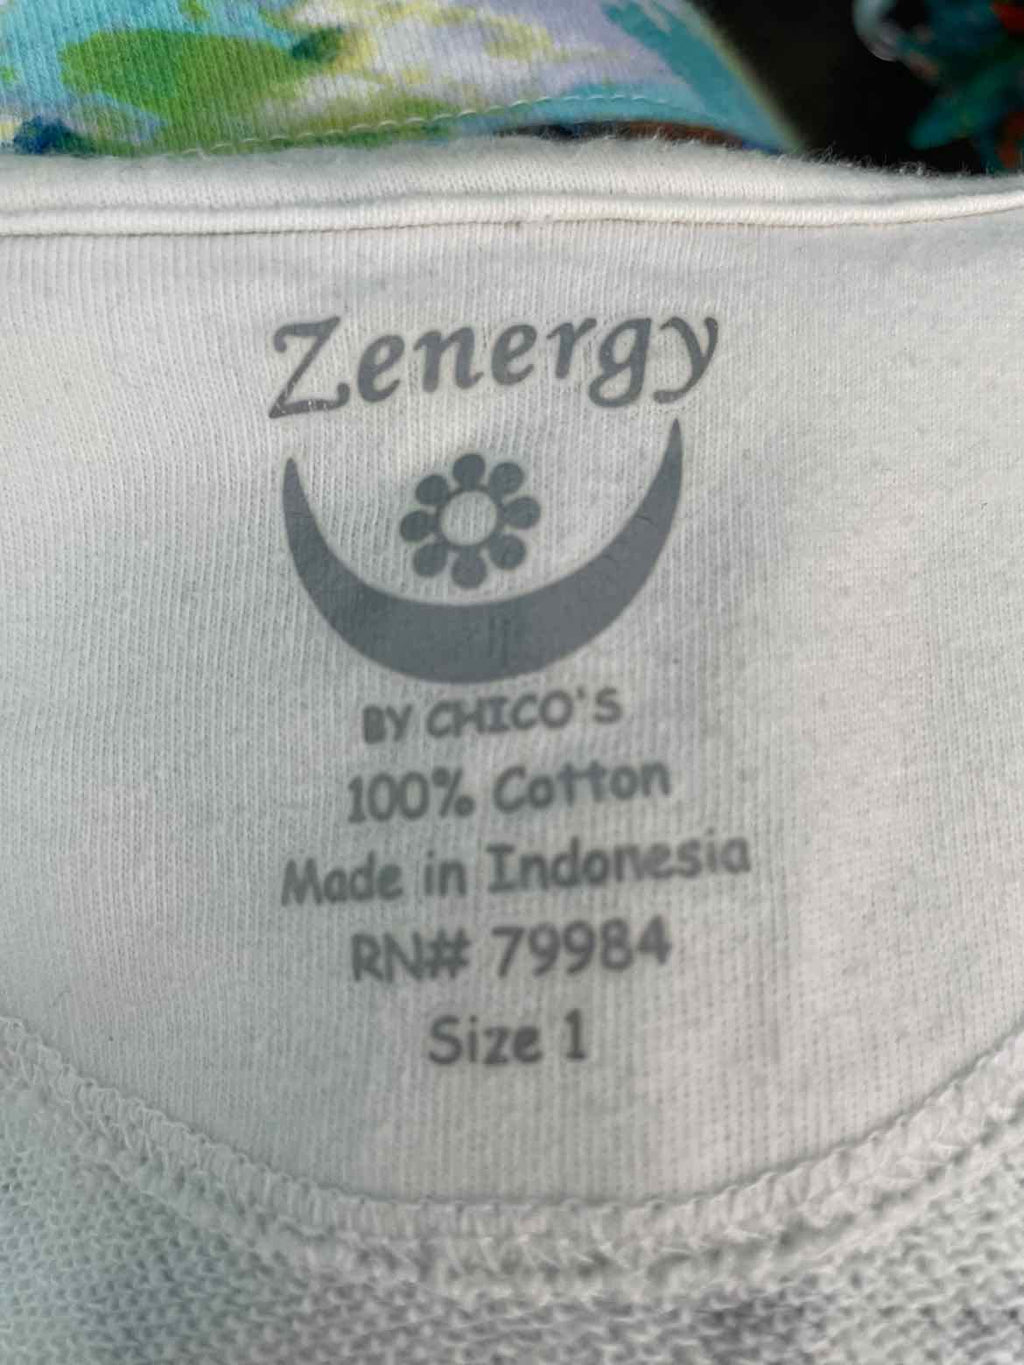 Zenergy
BY CHICO'S
100% Cotton
Made in Indonesia
RN# 79984
Size 1